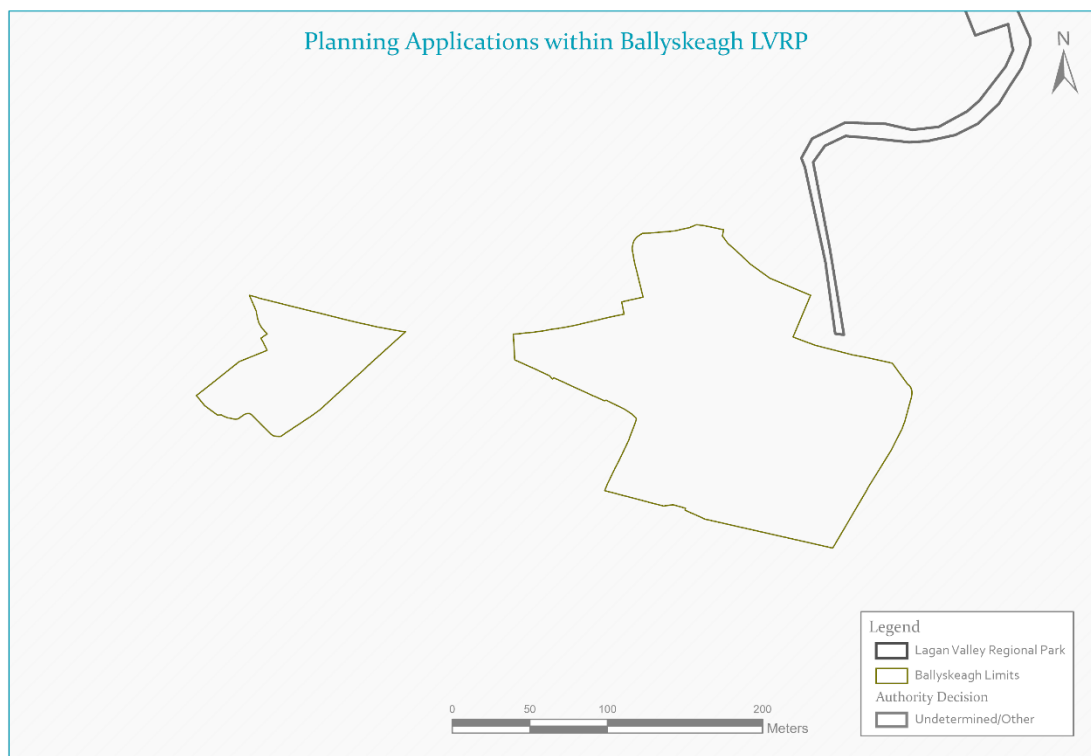 Planning Applications within Ballyskeagh LVRP
N
Legend
Lagan Valley Regional Park
Ballyskeagh Limits
Authority Decision
Undetermined/Other
0 50 100 200
Meters